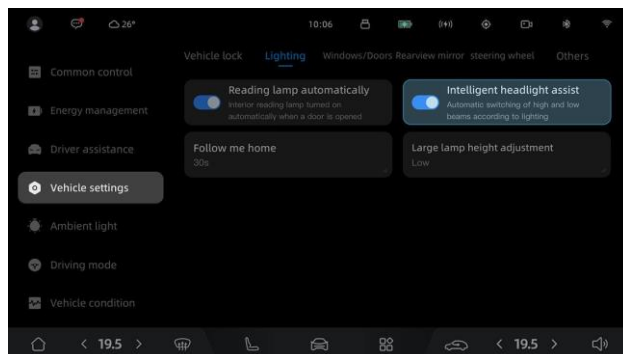 26°
10:06
Vehicle lock Lighting Windows/Doors Rearview mirror steering wheel Others
Common control
Energy management
Driver assistance
Vehicle settings
Ambient light
Driving mode
Vehicle condition
Reading lamp automatically
Interior reading lamp turned on
automatically when a door is opened
Intelligent headlight assist
Automatic switching of high and low
beams according to lighting
Follow me home
30s
Large lamp height adjustment
Low
< 19.5 >
< 19.5 >